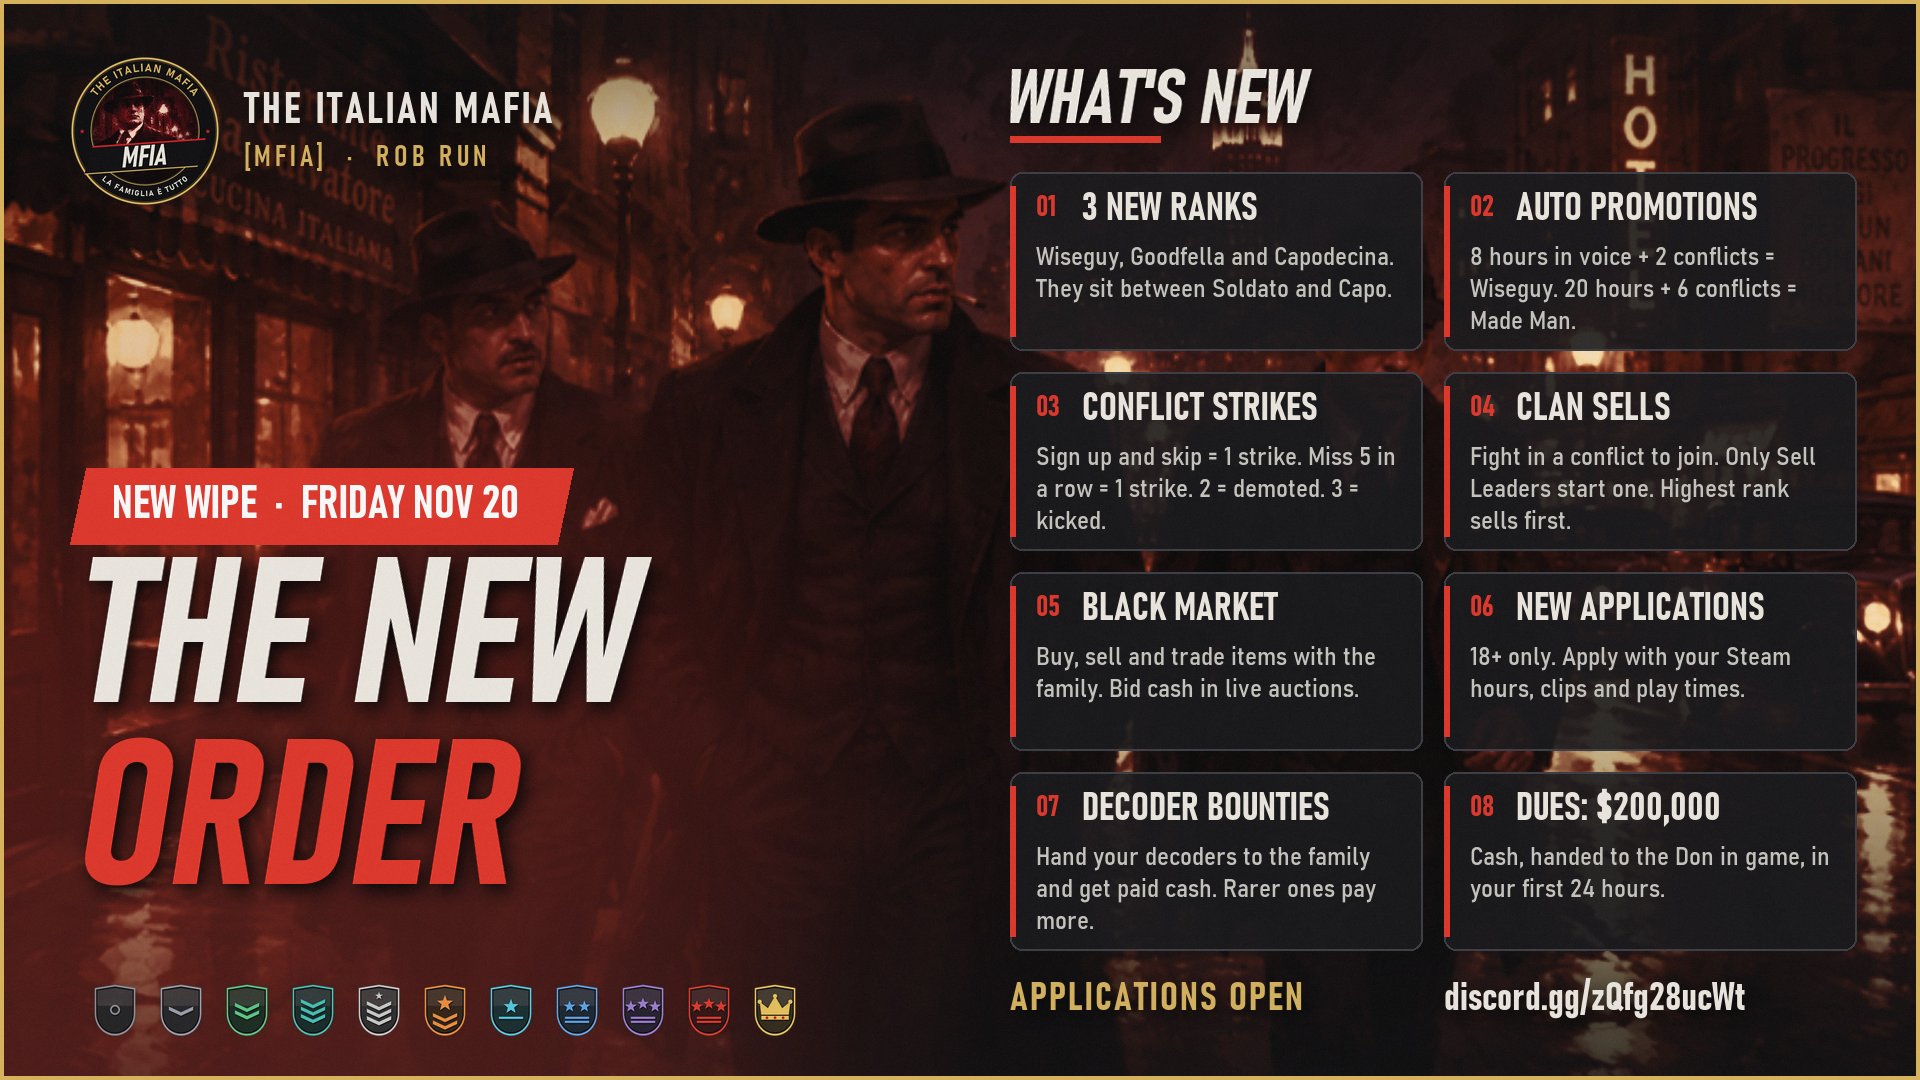 THE ITALIAN MAFIA
MFIA
LA FAMIGLIA È TUTTO
THE ITALIAN MAFIA
[MFIA] · ROB RUN
Ristorante
Salvatore
CUCINA ITALIANA
HOTEL
IL
PROGRESSO
NEW WIPE · FRIDAY NOV 20
THE NEW
ORDER
WHAT'S NEW
01 3 NEW RANKS
Wiseguy, Goodfella and Capodecina.
They sit between Soldato and Capo.
02 AUTO PROMOTIONS
8 hours in voice + 2 conflicts =
Wiseguy. 20 hours + 6 conflicts =
Made Man.
03 CONFLICT STRIKES
Sign up and skip = 1 strike. Miss 5 in
a row = 1 strike. 2 = demoted. 3 =
kicked.
04 CLAN SELLS
Fight in a conflict to join. Only Sell
Leaders start one. Highest rank
sells first.
05 BLACK MARKET
Buy, sell and trade items with the
family. Bid cash in live auctions.
06 NEW APPLICATIONS
18+ only. Apply with your Steam
hours, clips and play times.
07 DECODER BOUNTIES
Hand your decoders to the family
and get paid cash. Rarer ones pay
more.
08 DUES: $200,000
Cash, handed to the Don in game, in
your first 24 hours.
APPLICATIONS OPEN
discord.gg/zQfg28ucWt